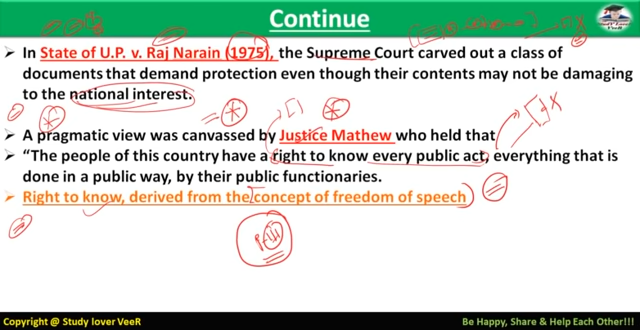 Continue
In State of U.P. v. Raj Narain (1975), the Supreme Court carved out a class of
documents that demand protection even though their contents may not be damaging
to the national interest.
A pragmatic view was canvassed by Justice Mathew who held that
"The people of this country have a right to know every public act, everything that is
done in a public way, by their public functionaries.
Right to know, derived from the concept of freedom of speech
Copyright @ Study lover VeeR
Be Happy, Share & Help Each Other!!!